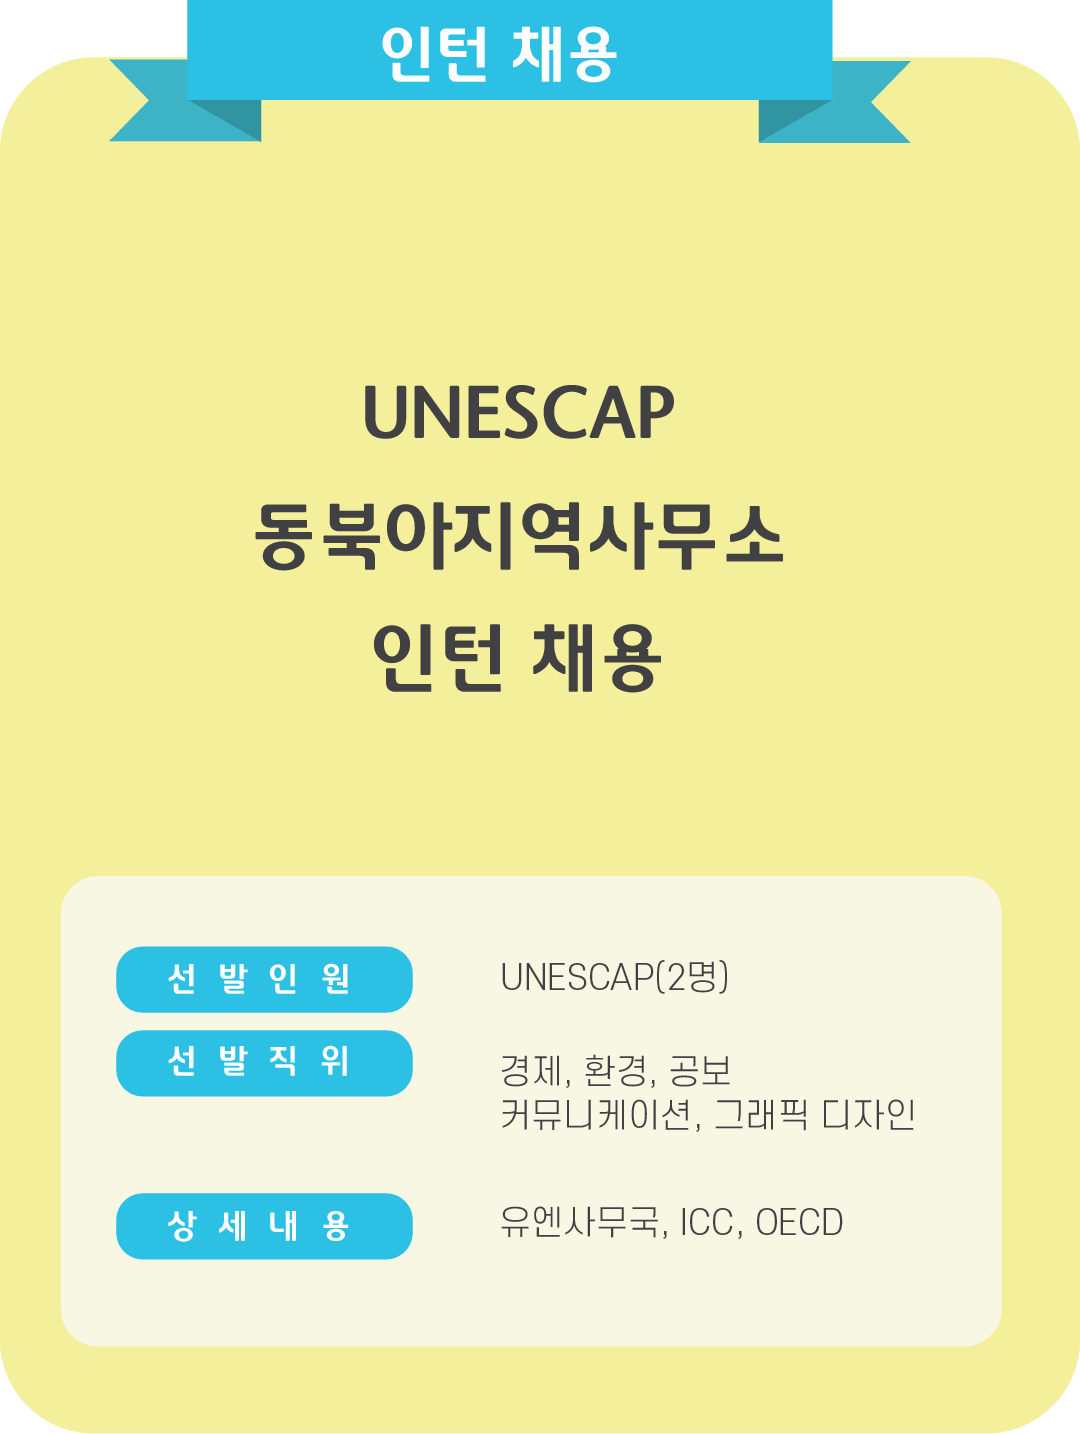 인턴 채용
UNESCAP
동북아지역사무소
인턴 채용
선 발 인 원
UNESCAP(2명)
선 발 직 위
경제, 환경, 공보
커뮤니케이션, 그래픽 디자인
상 세 내 용
유엔사무국, ICC, OECD